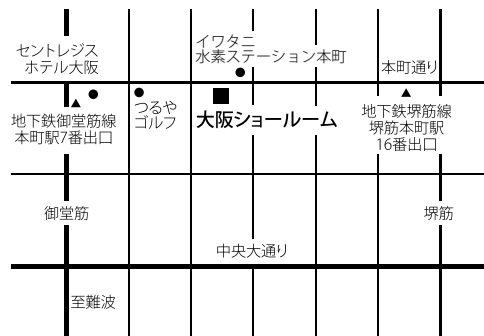 セントレジス
ホテル大阪
イワタニ
水素ステーション本町
本町通り
地下鉄御堂筋線
本町駅7番出口
つるや
ゴルフ
大阪ショールーム
地下鉄堺筋線
堺筋本町駅
16番出口
御堂筋
堺筋
中央大通り
至難波